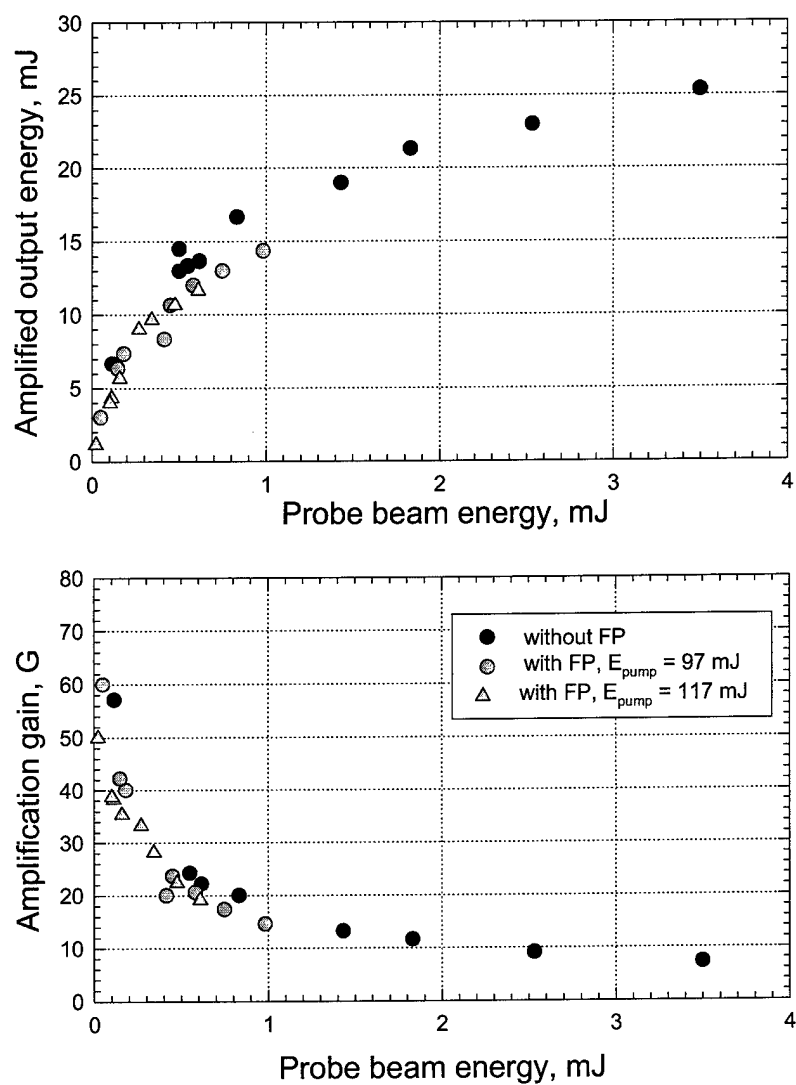 30
25
20
15
10
5
0
Amplified output energy, mJ
0 1 2 3 4
Probe beam energy, mJ
80
70
60
50
40
30
20
10
0
Amplification gain, G
without FP
with FP, Epump = 97 mJ
with FP, Epump = 117 mJ
0 1 2 3 4
Probe beam energy, mJ